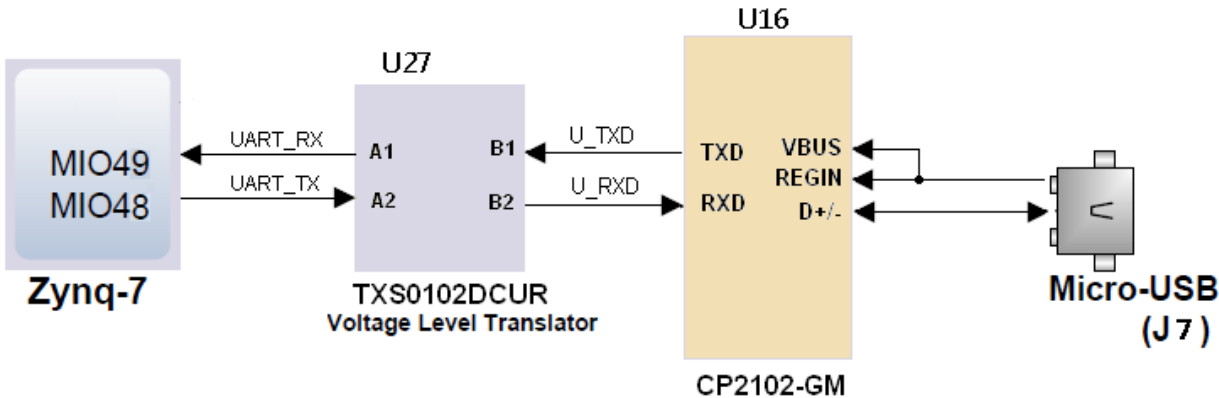 U16
U27
UART_RX
U_TXD
MIO49
A1
B1
TXD
VBUS
REGIN
UART_TX
U_RXD
MIO48
A2
B2
RXD
D+/-
Zynq-7
TXS0102DCUR
Voltage Level Translator
Micro-USB
(J7)
CP2102-GM